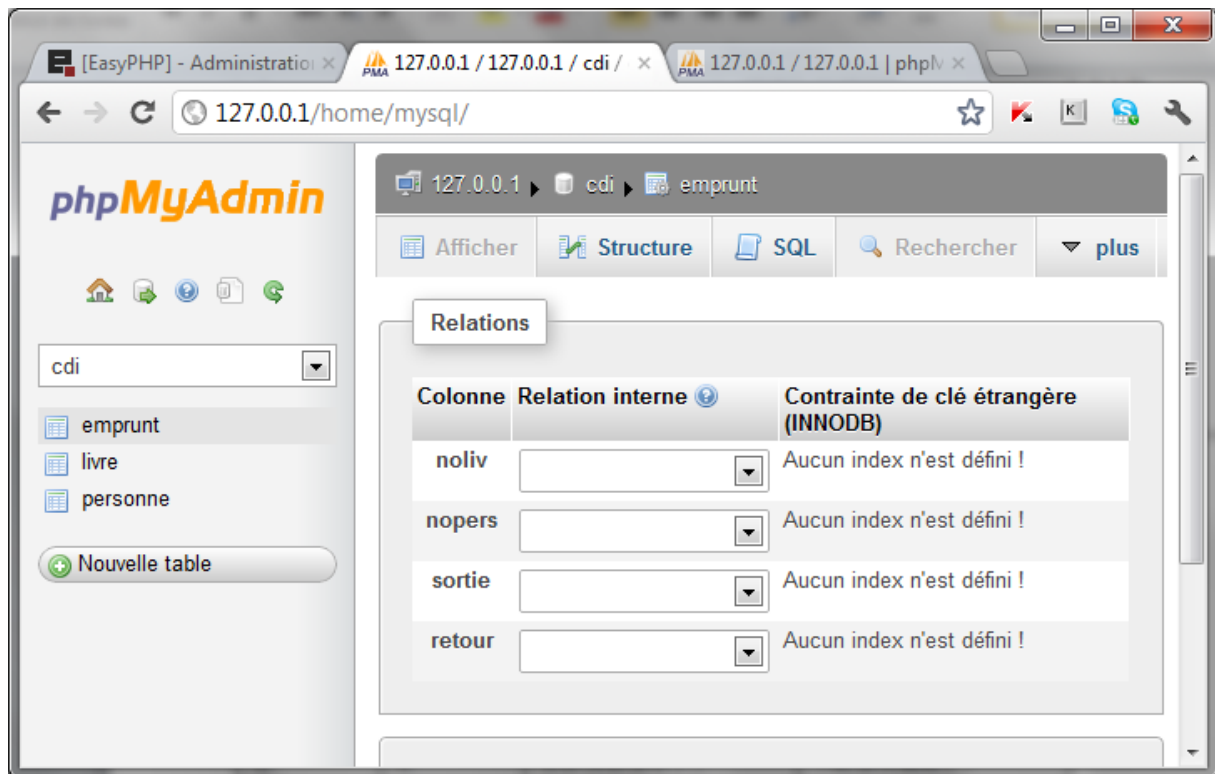 [EasyPHP] - Administration
127.0.0.1 / 127.0.0.1 / cdi /
127.0.0.1 / 127.0.0.1 | phpM
127.0.0.1/home/mysql/
phpMyAdmin
cdi
emprunt
livre
personne
Nouvelle table
127.0.0.1 cdi emprunt
Afficher Structure SQL Rechercher plus
Relations
Colonne Relation interne Contrainte de clé étrangère
(INNODB)
noliv Aucun index n'est défini !
nopers Aucun index n'est défini !
sortie Aucun index n'est défini !
retour Aucun index n'est défini !